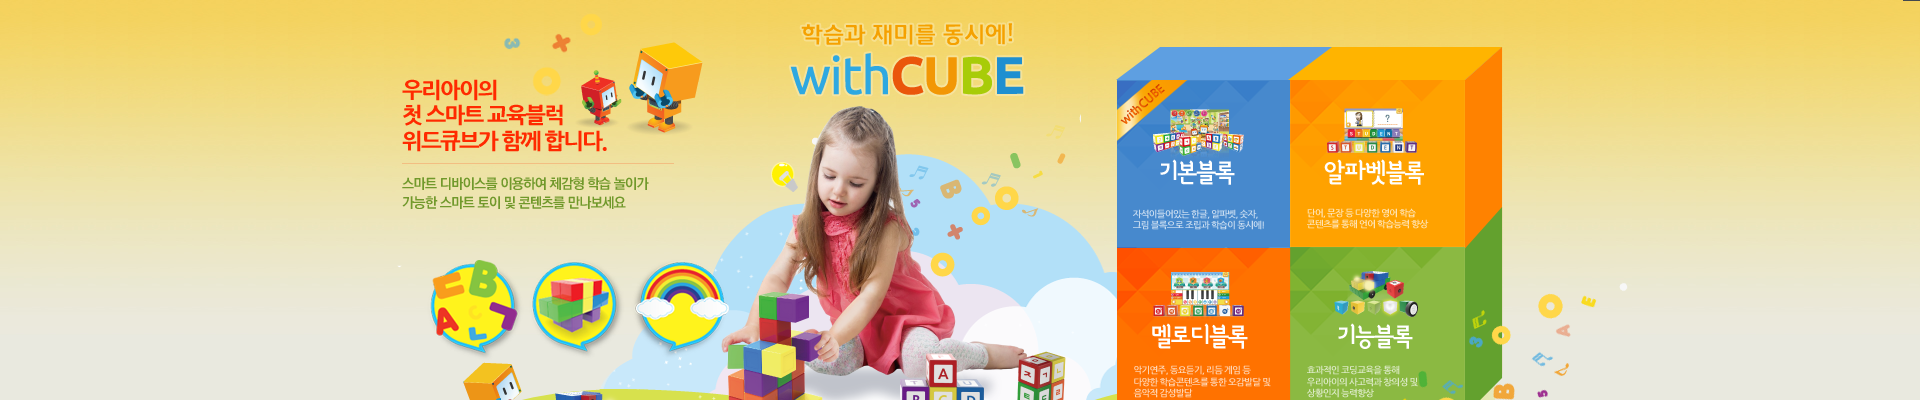 학습과 재미를 동시에!
withCUBE
우리아이의
첫 스마트 교육블럭
위드큐브가 함께 합니다.
스마트 디바이스를 이용하여 체감형 학습 놀이가
가능한 스마트 토이 및 콘텐츠를 만나보세요
withCUBE
기본블록
자석이들어있는 한글, 알파벳, 숫자,
그림 블록으로 조립과 학습이 동시에!
STUDENT
STUDENT
알파벳블록
단어, 문장 등 다양한 영어 학습
콘텐츠를 통해 언어 학습능력 향상
멜로디블록
악기연주, 동요듣기, 리듬 게임 등
다양한 학습콘텐츠를 통한 오감발달 및
음악적 감성발달
기능블록
효과적인 코딩교육을 통해
우리아이의 사고력과 창의성 및
상황인지 능력향상
A